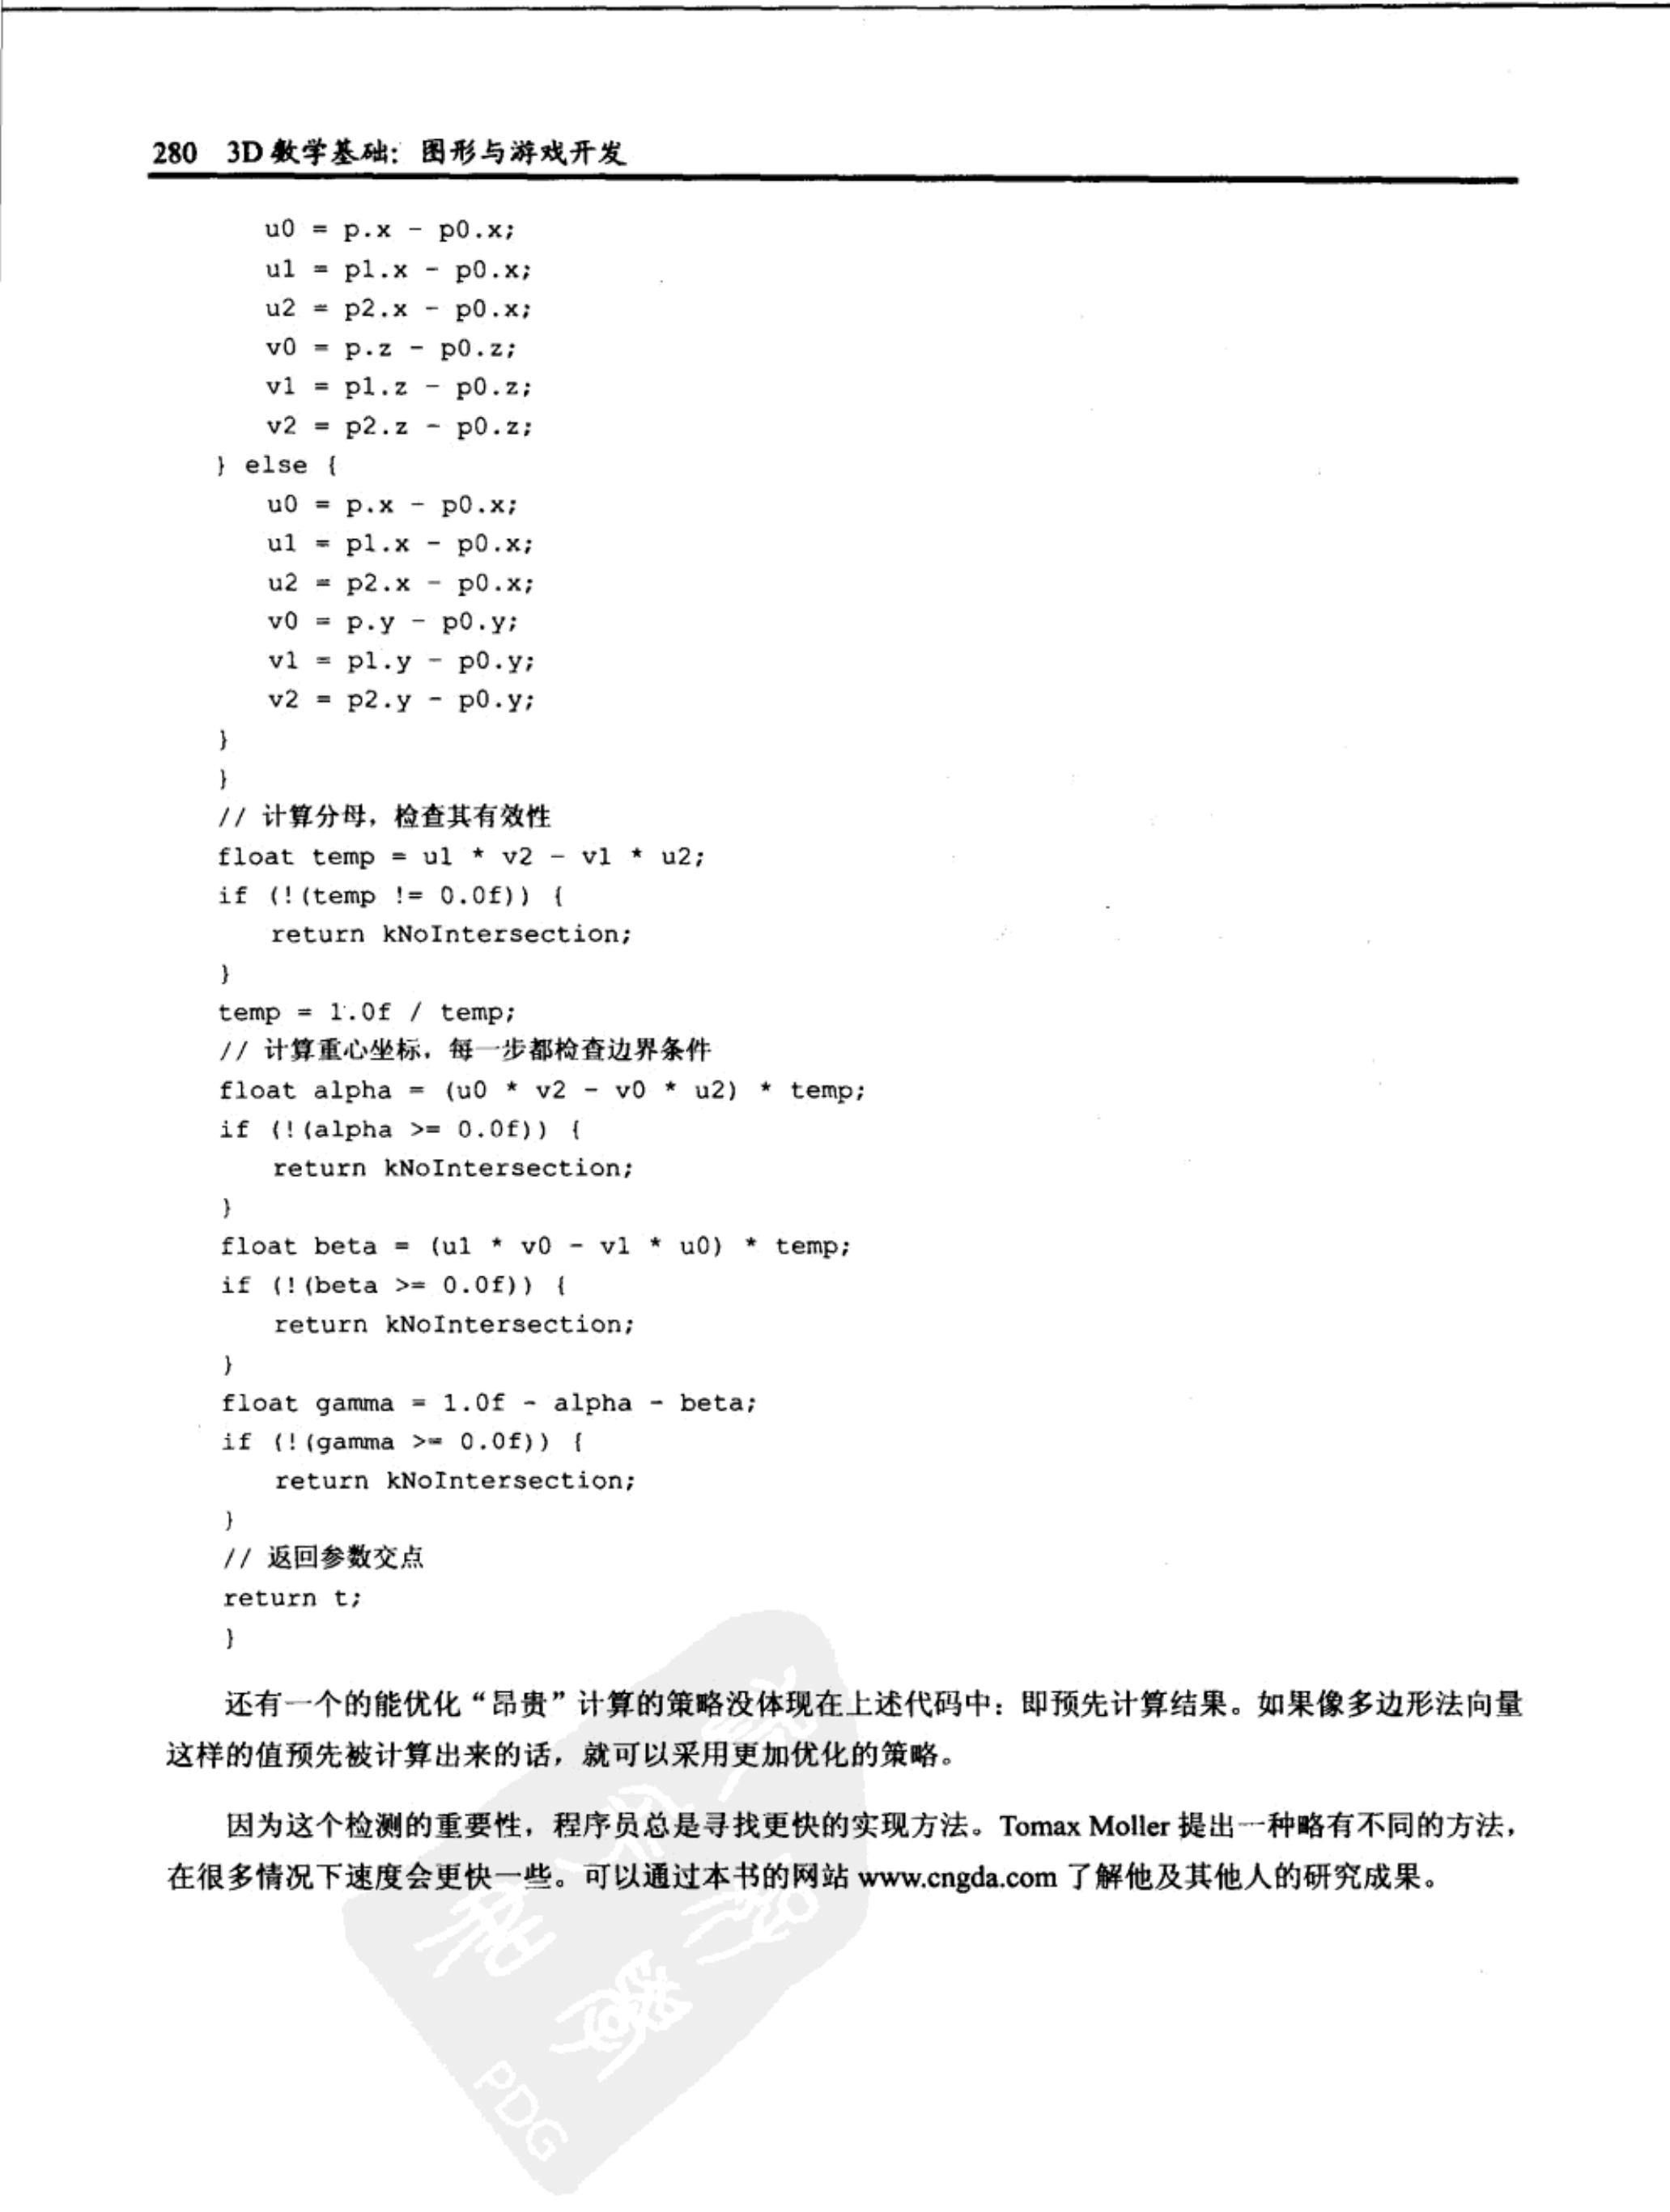 280 3D数学基础：图形与游戏开发
u0 = p.x - p0.x;
u1 = p1.x - p0.x;
u2 = p2.x - p0.x;
v0 = p.z - p0.z;
v1 = p1.z - p0.z;
v2 = p2.z - p0.z;
} else {
u0 = p.x - p0.x;
u1 = p1.x - p0.x;
u2 = p2.x - p0.x;
v0 = p.y - p0.y;
v1 = p1.y - p0.y;
v2 = p2.y - p0.y;
}
}
// 计算分母，检查其有效性
float temp = u1 * v2 - v1 * u2;
if (!(temp != 0.0f)) {
return kNoIntersection;
}
temp = 1.0f / temp;
// 计算重心坐标，每一步都检查边界条件
float alpha = (u0 * v2 - v0 * u2) * temp;
if (!(alpha >= 0.0f)) {
return kNoIntersection;
}
float beta = (u1 * v0 - v1 * u0) * temp;
if (!(beta >= 0.0f)) {
return kNoIntersection;
}
float gamma = 1.0f - alpha - beta;
if (!(gamma >= 0.0f)) {
return kNoIntersection;
}
// 返回参数交点
return t;
}
还有一个的能优化“昂贵”计算的策略没体现在上述代码中：即预先计算结果。如果像多边形法向量
这样的值预先被计算出来的话，就可以采用更加优化的策略。
因为这个检测的重要性，程序员总是寻找更快的实现方法。Tomax Moller 提出一种略有不同的方法，
在很多情况下速度会更快一些。可以通过本书的网站 www.cngda.com 了解他及其他人的研究成果。
PDG